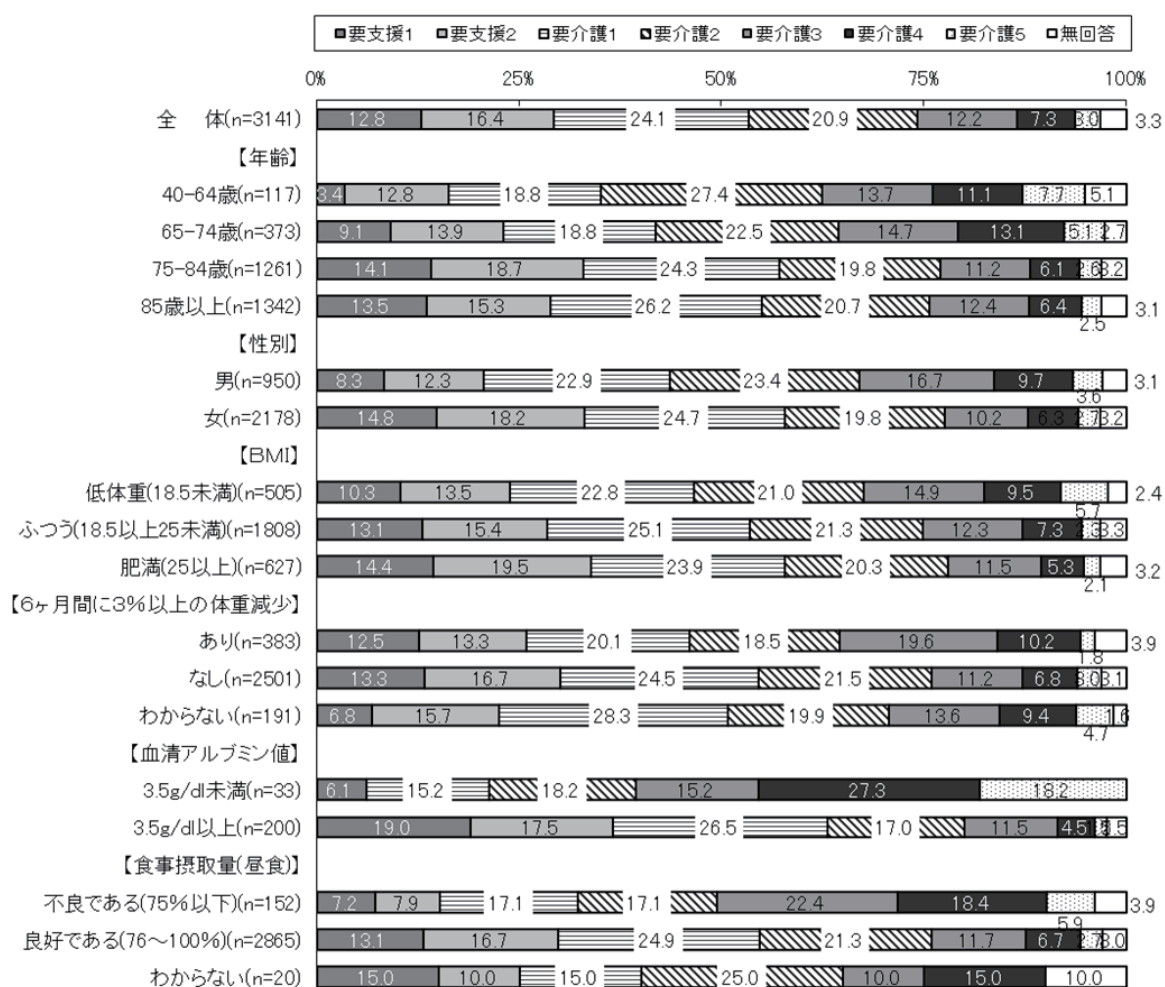 ■要支援1 ■要支援2 要介護1 要介護2 ■要介護3 ■要介護4 □要介護5 □無回答
0% 25% 50% 75% 100%
全 体(n=3141) 12.8 16.4 24.1 20.9 12.2 7.3 3.0 3.3
【年齢】
40-64歳(n=117) 3.4 12.8 18.8 27.4 13.7 11.1 7.7 5.1
65-74歳(n=373) 9.1 13.9 18.8 22.5 14.7 13.1 5.1 2.7
75-84歳(n=1261) 14.1 18.7 24.3 19.8 11.2 6.1 2.6 3.2
85歳以上(n=1342) 13.5 15.3 26.2 20.7 12.4 6.4 2.5 3.1
【性別】
男(n=950) 8.3 12.3 22.9 23.4 16.7 9.7 3.6 3.1
女(n=2178) 14.8 18.2 24.7 19.8 10.2 6.3 2.7 3.2
【BMI】
低体重(18.5未満)(n=505) 10.3 13.5 22.8 21.0 14.9 9.5 5.7 2.4
ふつう(18.5以上25未満)(n=1808) 13.1 15.4 25.1 21.3 12.3 7.3 2.3 3.3
肥満(25以上)(n=627) 14.4 19.5 23.9 20.3 11.5 5.3 2.1 3.2
【6ヶ月間に3%以上の体重減少】
あり(n=383) 12.5 13.3 20.1 18.5 19.6 10.2 1.8 3.9
なし(n=2501) 13.3 16.7 24.5 21.5 11.2 6.8 3.0 3.1
わからない(n=191) 6.8 15.7 28.3 19.9 13.6 9.4 4.7 1.6
【血清アルブミン値】
3.5g/dl未満(n=33) 6.1 15.2 18.2 15.2 27.3 18.2
3.5g/dl以上(n=200) 19.0 17.5 26.5 17.0 11.5 4.5
【食事摂取量(昼食)】
不良である(75%以下)(n=152) 7.2 7.9 17.1 17.1 22.4 18.4 5.9 3.9
良好である(76～100%)(n=2865) 13.1 16.7 24.9 21.3 11.7 6.7 2.7 3.0
わからない(n=20) 15.0 10.0 15.0 25.0 10.0 15.0 10.0